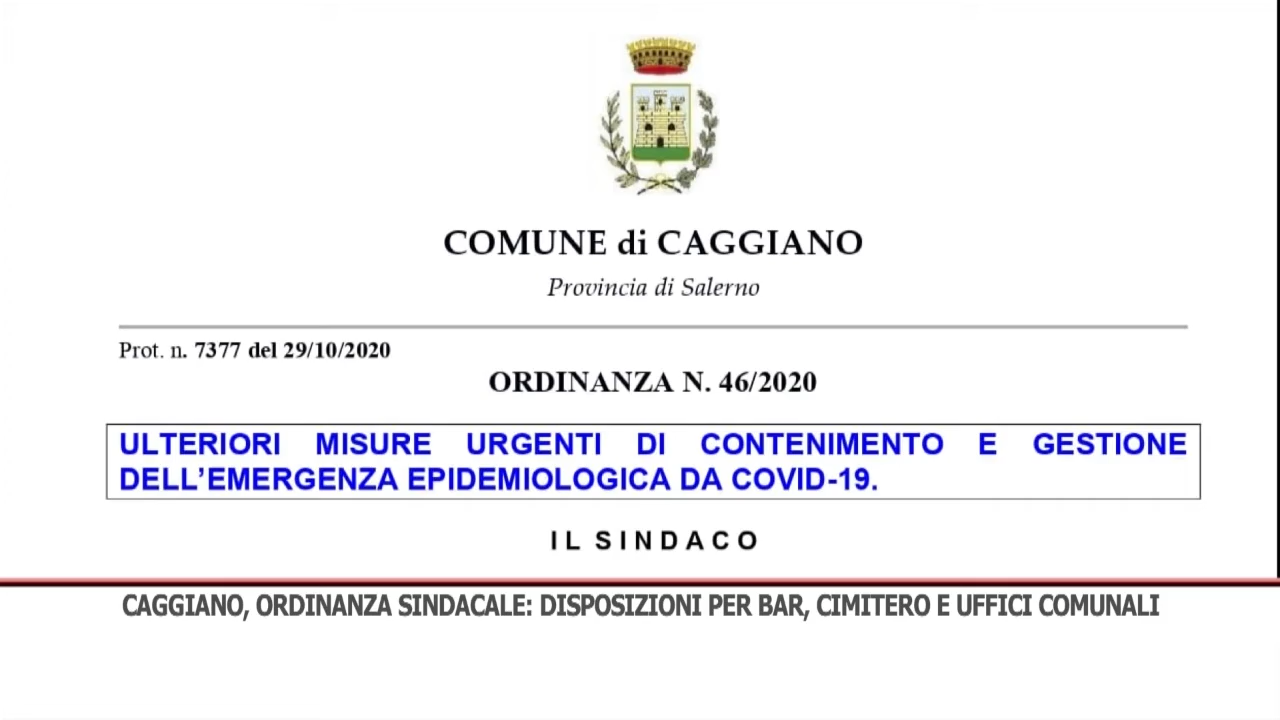 COMUNE di CAGGIANO
Provincia di Salerno
Prot. n. 7377 del 29/10/2020
ORDINANZA N. 46/2020
ULTERIORI MISURE URGENTI DI CONTENIMENTO E GESTIONE
DELL’EMERGENZA EPIDEMIOLOGICA DA COVID-19.
IL SINDACO
CAGGIANO, ORDINANZA SINDACALE: DISPOSIZIONI PER BAR, CIMITERO E UFFICI COMUNALI